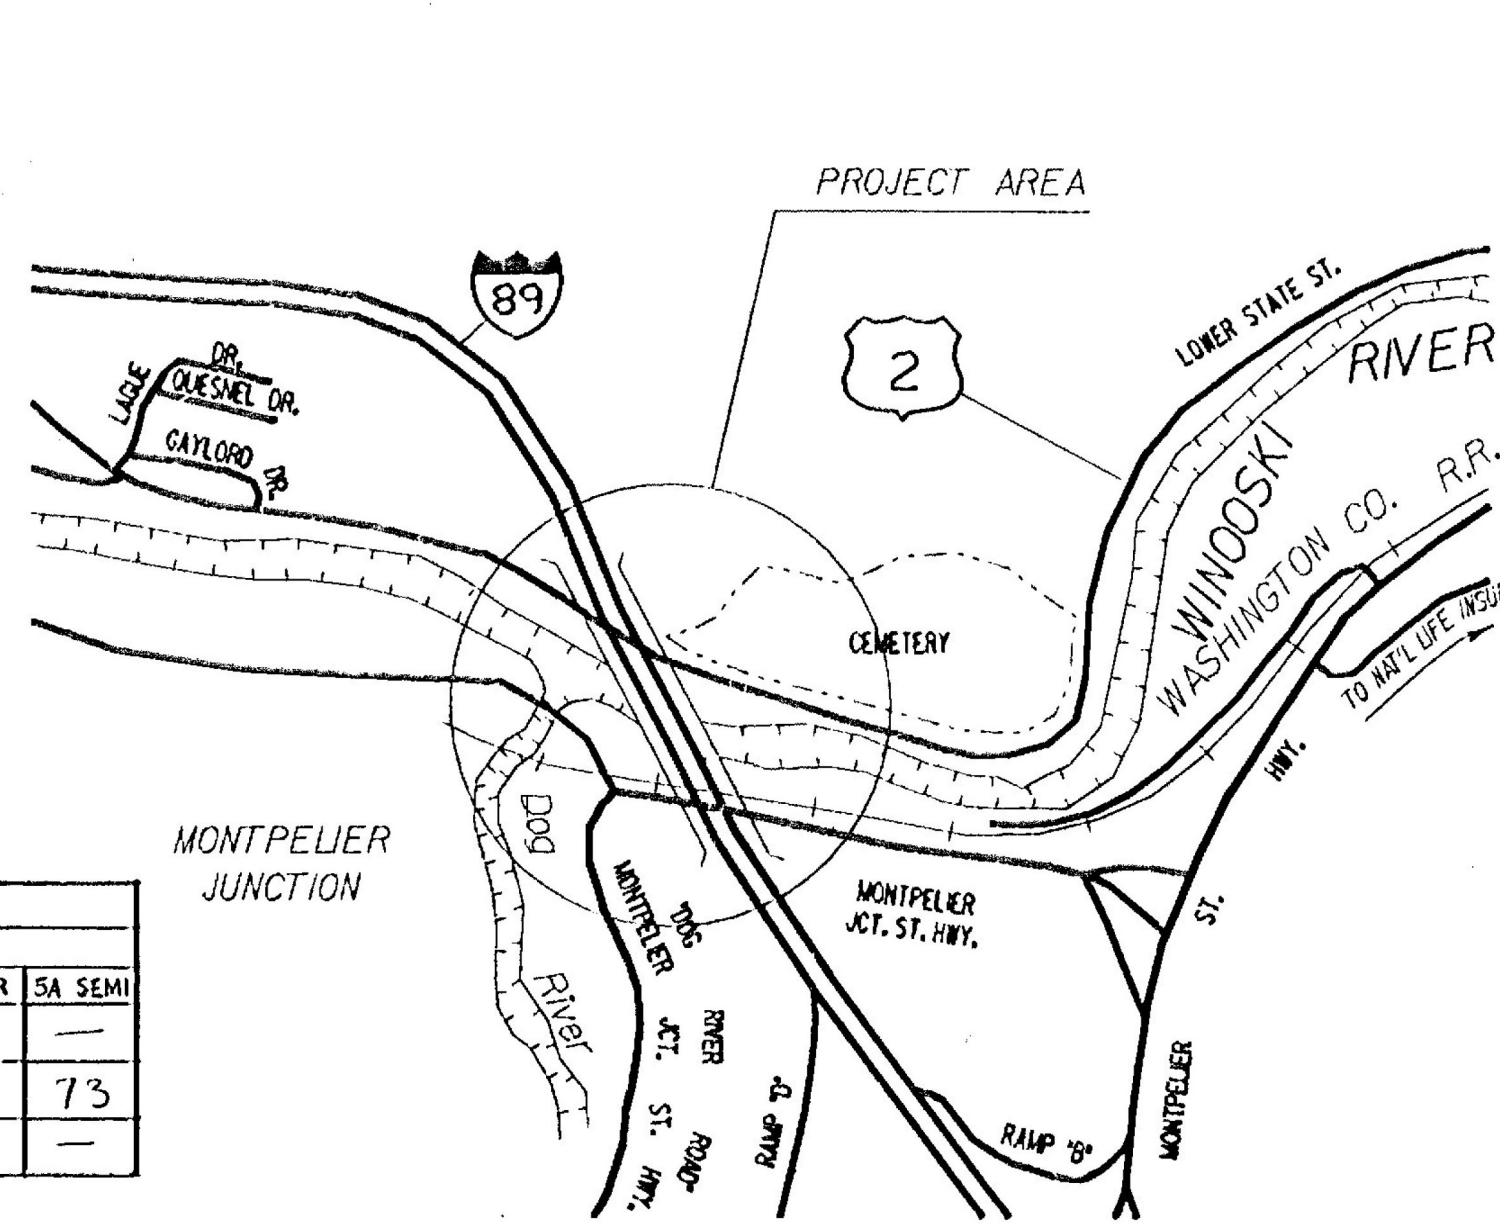 PROJECT AREA
89
2
LOWER STATE ST.
RIVER
WINOOSKI
WASHINGTON CO. R.R.
LAGUE
DR.
QUESNEL DR.
GAYLORD
DR.
CEMETERY
TO NAT'L LIFE
HWY.
Dog
River
MONTPELIER
JUNCTION
MONTPELIER
JCT. ST. HWY.
"DOG
RIVER
ROAD"
MONTPELIER
JCT. ST. HWY.
ST.
MONTPELIER
RAMP "D"
RAMP "B"
R
5A SEMI
—
73
—